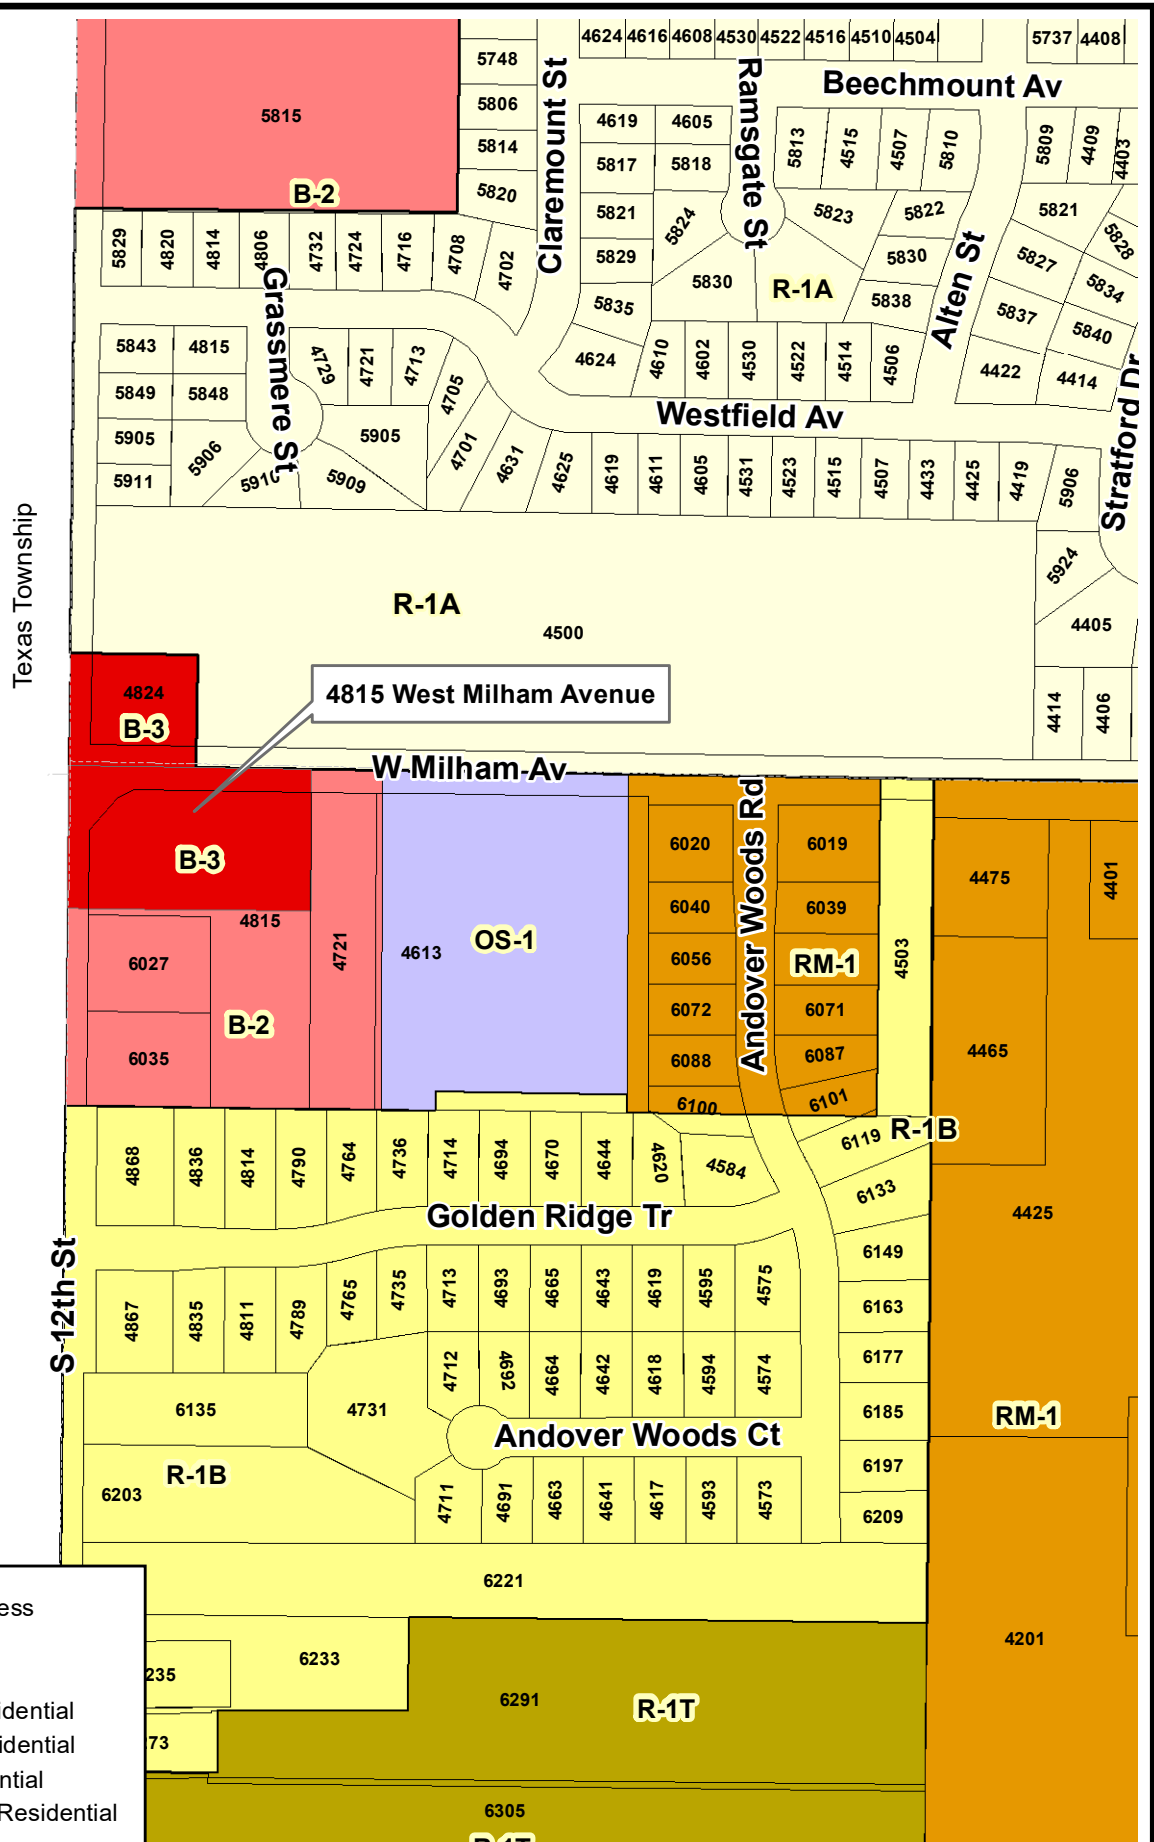 4624 4616 4608 4530 4522 4516 4510 4504 5737 4408
5748
Claremount St
Ramsgate St
Beechmount Av
5815
5806
4619 4605
5813 4515 4507 5810 5809 4409 4403
5814
5817 5818
B-2
5820
5821 5824 5823 5822 5821 5828
5829 4820 4814 4806 4732 4724 4716 4708 4702
5829 5830 R-1A 5830 5827 5834
Grassmere St
5835 5838 Alten St 5837 5840
5843 4815 4729 4721 4713 4705
4624 4610 4602 4530 4522 4514 4506 4422 4414
Stratford Dr
5849 5848
Westfield Av
5905 5906 5905 4701 4631 4625 4619 4611 4605 4531 4523 4515 4507 4433 4425 4419 5906
5911 5909
Texas Township
5924
R-1A
4500
4405
4824
B-3
4815 West Milham Avenue
4414 4406
W Milham Av
Andover Woods Rd
B-3
6020 6019
4475 4401
4815 4721 4613 OS-1
6040 6039
6027
6056 RM-1 4503
B-2
6072 6071
6035
6088 6087 4465
6100 6101
6119 R-1B
4868 4836 4814 4790 4764 4736 4714 4694 4670 4644 4620 4584
6133
Golden Ridge Tr
4425
S 12th St
6149
4867 4835 4811 4789 4765 4735 4713 4693 4665 4643 4619 4595 4575
6163
4712 4692 4664 4642 4618 4594 4574
6177
6135 4731
6185 RM-1
Andover Woods Ct
R-1B
6197
6203
4711 4691 4663 4641 4617 4593 4573
6209
6221
ess
4201
235 6233
6291 R-1T
idential
73
idential
ntial
Residential
6305
R-1T